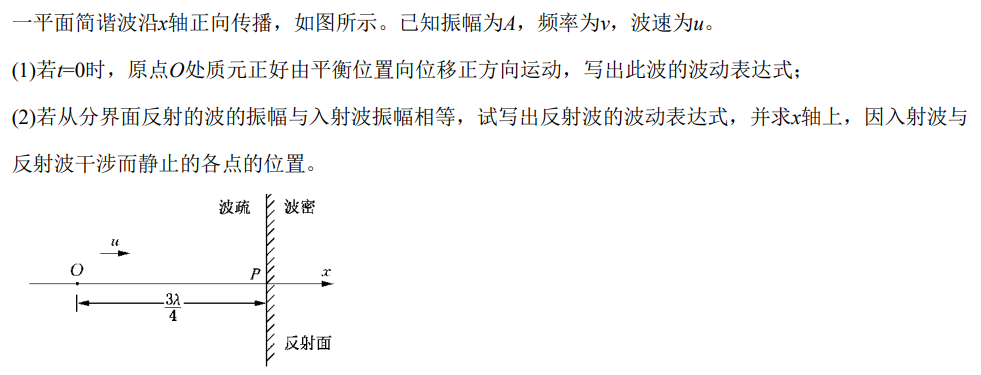 一平面简谐波沿x轴正向传播，如图所示。已知振幅为A，频率为v，波速为u。
(1)若t=0时，原点O处质元正好由平衡位置向位移正方向运动，写出此波的波动表达式；
(2)若从分界面反射的波的振幅与入射波振幅相等，试写出反射波的波动表达式，并求x轴上，因入射波与
反射波干涉而静止的各点的位置。
波疏 波密
u
O P x
3λ
4
反射面